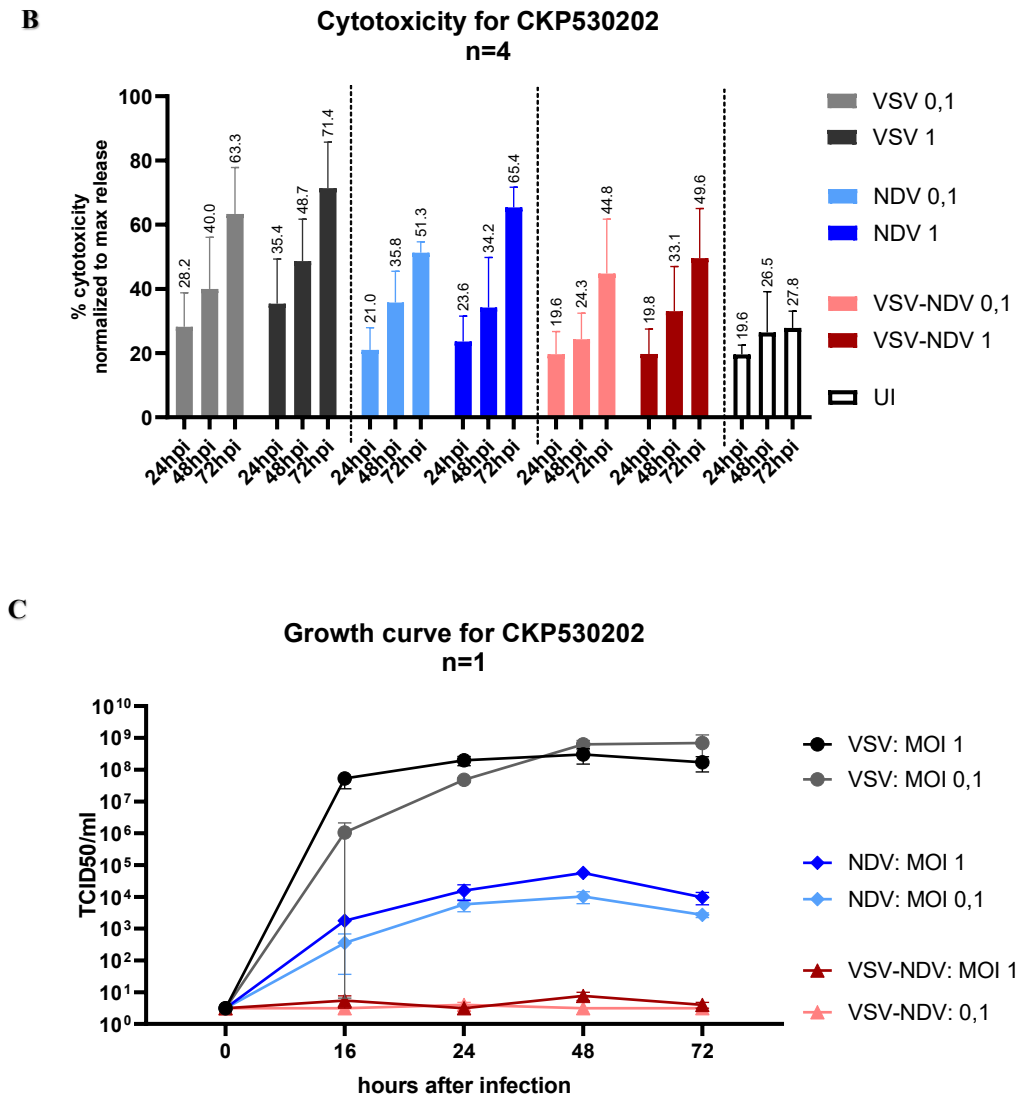 B
Cytotoxicity for CKP530202
n=4
% cytotoxicity
normalized to max release
100
80
60
40
20
0
28.2
40.0
63.3
35.4
48.7
71.4
21.0
35.8
51.3
23.6
34.2
65.4
19.6
24.3
44.8
19.8
33.1
49.6
19.6
26.5
27.8
24hpi
48hpi
72hpi
24hpi
48hpi
72hpi
24hpi
48hpi
72hpi
24hpi
48hpi
72hpi
24hpi
48hpi
72hpi
24hpi
48hpi
72hpi
24hpi
48hpi
72hpi
VSV 0,1
VSV 1
NDV 0,1
NDV 1
VSV-NDV 0,1
VSV-NDV 1
UI
C
Growth curve for CKP530202
n=1
TCID50/ml
10¹⁰
10⁹
10⁸
10⁷
10⁶
10⁵
10⁴
10³
10²
10¹
10⁰
0 16 24 48 72
hours after infection
VSV: MOI 1
VSV: MOI 0,1
NDV: MOI 1
NDV: MOI 0,1
VSV-NDV: MOI 1
VSV-NDV: 0,1